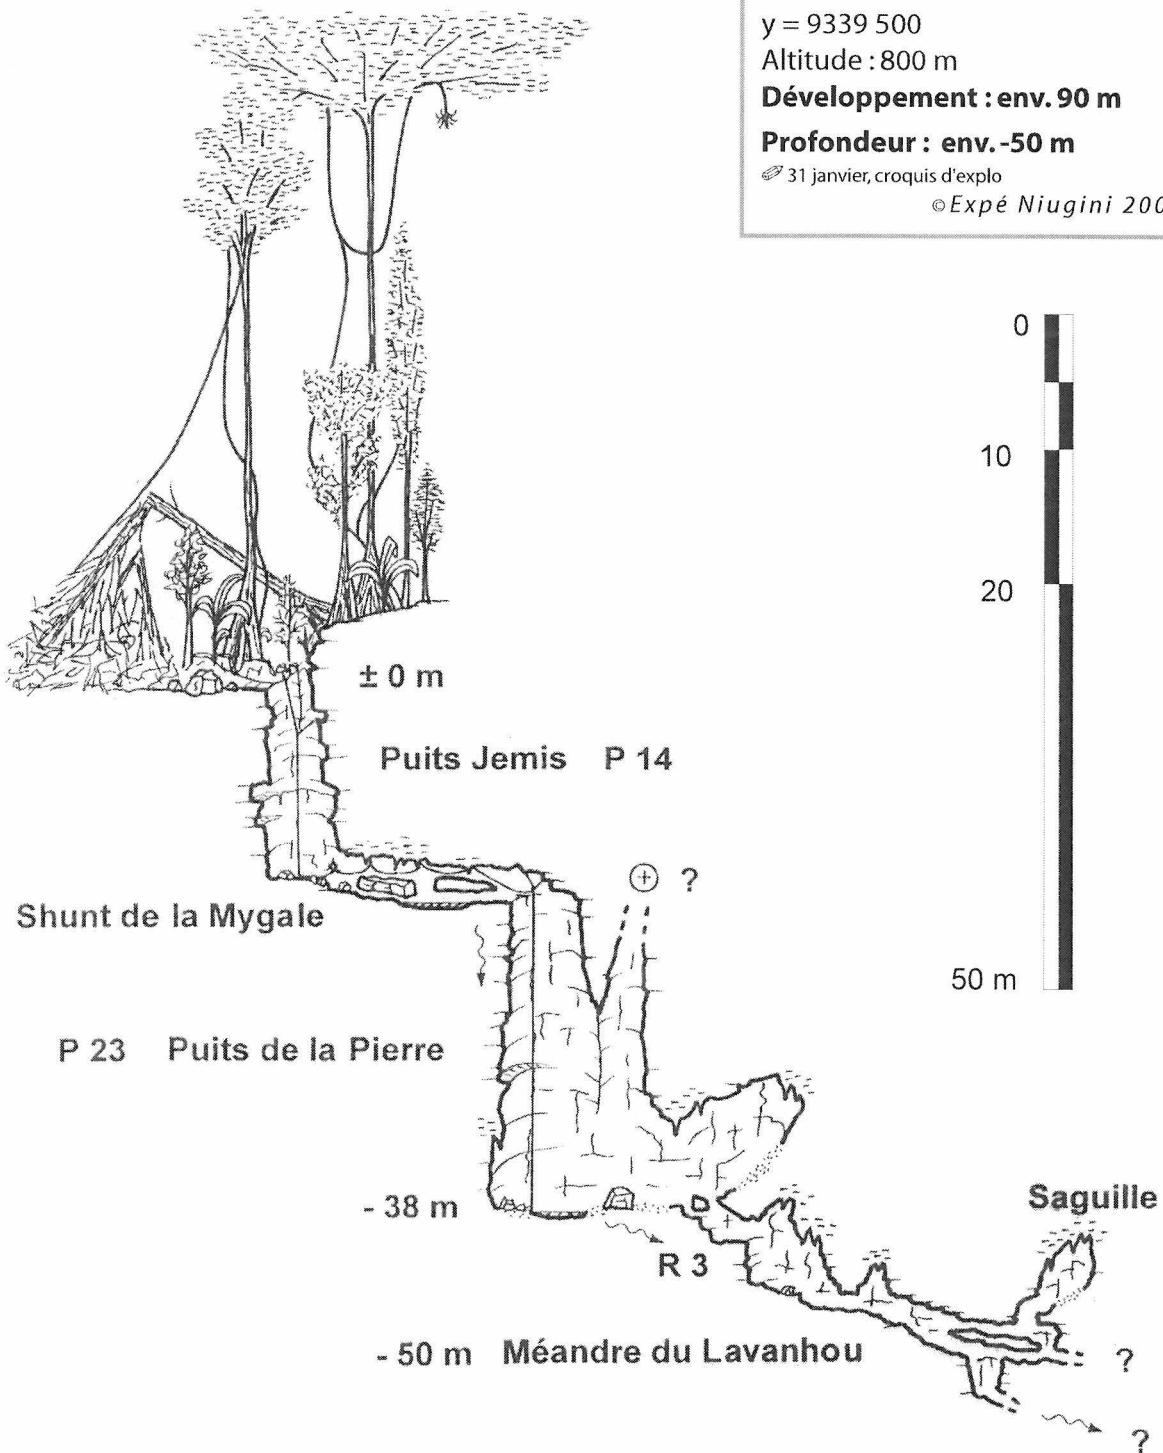 y = 9339 500
Altitude : 800 m
Développement : env. 90 m
Profondeur : env. -50 m
31 janvier, croquis d'explo
©Expé Niugini
0
10
20
50 m
± 0 m
Puits Jemis P 14
?
Shunt de la Mygale
P 23 Puits de la Pierre
- 38 m
Saguille
R 3
- 50 m Méandre du Lavanhou
?
?